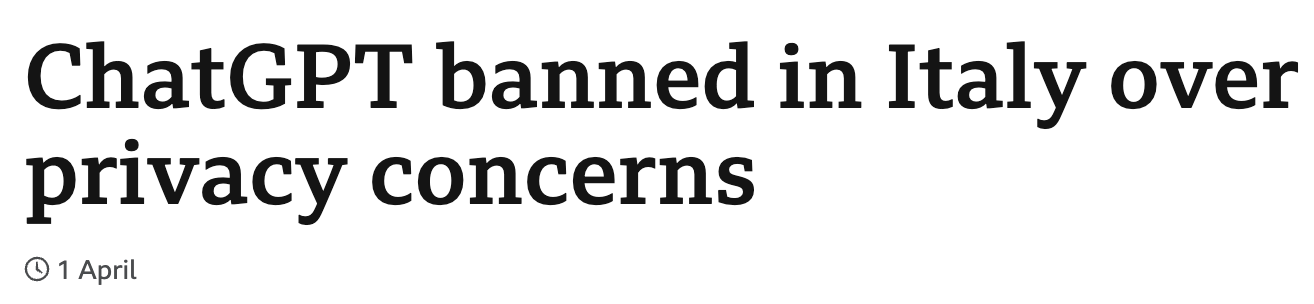 ChatGPT banned in Italy over
privacy concerns
1 April